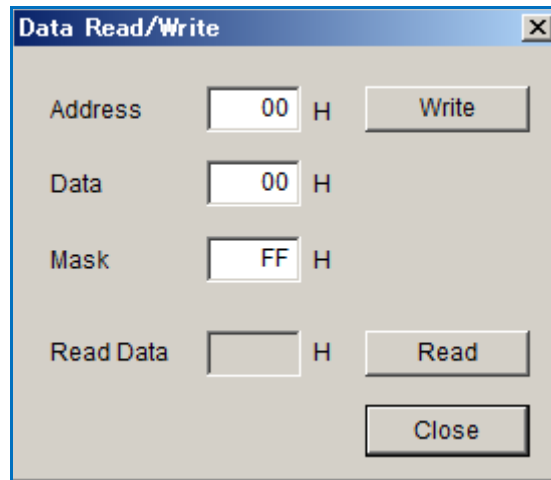 Data Read/Write
Address 00 H Write
Data 00 H
Mask FF H
Read Data H Read
Close